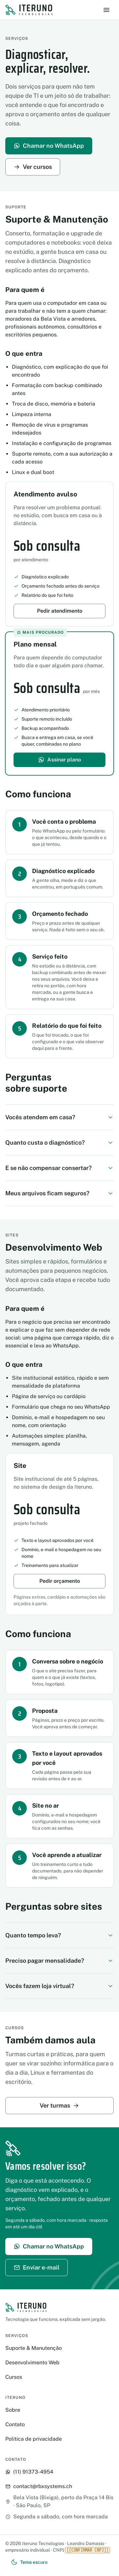 ITERUNO
TECNOLOGIAS
SERVIÇOS
Diagnosticar,
explicar, resolver.
Dois serviços para quem não tem
equipe de TI e um jeito só de trabalhar:
entenda o que foi feito e
compreenda o orçamento antes de qualquer
coisa.
Chamar no WhatsApp
Ver cursos
SUPORTE
Suporte & Manutenção
Conserto, formatação e upgrade de
computadores e notebooks: você deixa
no estúdio, a gente busca em casa ou
resolve à distância. Diagnóstico
explicado antes do orçamento.
Para quem é
Para quem usa o computador em casa ou
para trabalhar e não tem a quem chamar:
moradores da Bela Vista e arredores,
profissionais autônomos, consultórios e
escritórios pequenos.
O que entra
Diagnóstico, com explicação do que foi
encontrado
Formatação com backup combinado
antes
Troca de disco, memória e bateria
Limpeza interna
Remoção de vírus e programas
indesejados
Instalação e configuração de programas
Suporte remoto, com a sua autorização a
cada acesso
Linux e dual boot
Atendimento avulso
Para resolver um problema pontual:
no estúdio, com busca em casa ou à
distância.
Sob consulta
por atendimento
Diagnóstico explicado
Orçamento fechado antes do serviço
Relatório do que foi feito
Pedir atendimento
MAIS PROCURADO
Plano mensal
Para quem depende do computador
todo dia e quer alguém para chamar.
Sob consulta por mês
Atendimento prioritário
Suporte remoto incluído
Backup acompanhado
Busca e entrega em casa, se você
quiser, combinadas no plano
Assinar plano
Como funciona
1
Você conta o problema
Pelo WhatsApp ou pelo formulário:
o que aconteceu, desde quando e o
que já tentou.
2
Diagnóstico explicado
A gente olha, mede e diz o que
encontrou, em português comum.
3
Orçamento fechado
Preço e prazo antes de qualquer
serviço. Nada é feito sem o seu ok.
4
Serviço feito
No estúdio ou à distância, com
backup combinado antes de mexer
nos seus arquivos. Você deixa e
retira no portão, com hora
marcada, ou a gente busca e
entrega na sua casa.
5
Relatório do que foi feito
O que foi trocado, o que foi
configurado e o que vale observar
daqui para a frente.
Perguntas
sobre suporte
Vocês atendem em casa?
Quanto custa o diagnóstico?
E se não compensar consertar?
Meus arquivos ficam seguros?
SITES
Desenvolvimento Web
Sites simples e rápidos, formulários e
automações para pequenos negócios.
Você aprova cada etapa e recebe tudo
documentado.
Para quem é
Para o negócio que precisa ser encontrado
e explicar o que faz sem depender de rede
social: uma página que carrega rápido, diz o
essencial e leva ao WhatsApp.
O que entra
Site institucional estático, rápido e sem
mensalidade de plataforma
Página de serviço ou cardápio
Formulário que chega no seu WhatsApp
Domínio, e-mail e hospedagem no seu
nome, com orientação
Automações simples: planilha,
mensagem, agenda
Site
Site institucional de até 5 páginas,
no sistema de design da Iteruno.
Sob consulta
projeto fechado
Texto e layout aprovados por você
Domínio, e-mail e hospedagem no seu
nome
Treinamento para atualizar
Pedir orçamento
Páginas extras, cardápio e automações são
orçados à parte.
Como funciona
1
Conversa sobre o negócio
O que o site precisa fazer, para
quem e o que já existe (textos,
fotos, logotipo).
2
Proposta
Páginas, prazo e preço por escrito.
Você aprova antes de começar.
3
Texto e layout aprovados
por você
Cada página passa pela sua
revisão antes de ir ao ar.
4
Site no ar
Domínio, e-mail e hospedagem
configurados no seu nome; você
fica com as senhas.
5
Você aprende a atualizar
Um treinamento curto e tudo
documentado, para não depender
de ninguém.
Perguntas sobre sites
Quanto tempo leva?
Preciso pagar mensalidade?
Vocês fazem loja virtual?
CURSOS
Também damos aula
Turmas curtas e práticas, para quem
quer se virar sozinho: informática para o
dia a dia, Linux e ferramentas do
escritório.
Ver turmas
Vamos resolver isso?
Diga o que está acontecendo. O
diagnóstico vem explicado, e o
orçamento, fechado antes de qualquer
serviço.
Segunda a sábado, com hora marcada · resposta
em até um dia útil
Chamar no WhatsApp
Enviar e-mail
ITERUNO
TECNOLOGIAS
Tecnologia que funciona, explicada sem jargão.
SERVIÇOS
Suporte & Manutenção
Desenvolvimento Web
Cursos
ITERUNO
Sobre
Contato
Política de privacidade
CONTATO
(11) 91373-4954
Bela Vista (Bixiga), perto da Praça 14 Bis
· São Paulo, SP
Segunda a sábado, com hora marcada
© 2026 Iteruno Tecnologias · Leandro Damasio ·
empresário individual · CNPJ [[CONFIRMAR CNPJ]]
Tema escuro